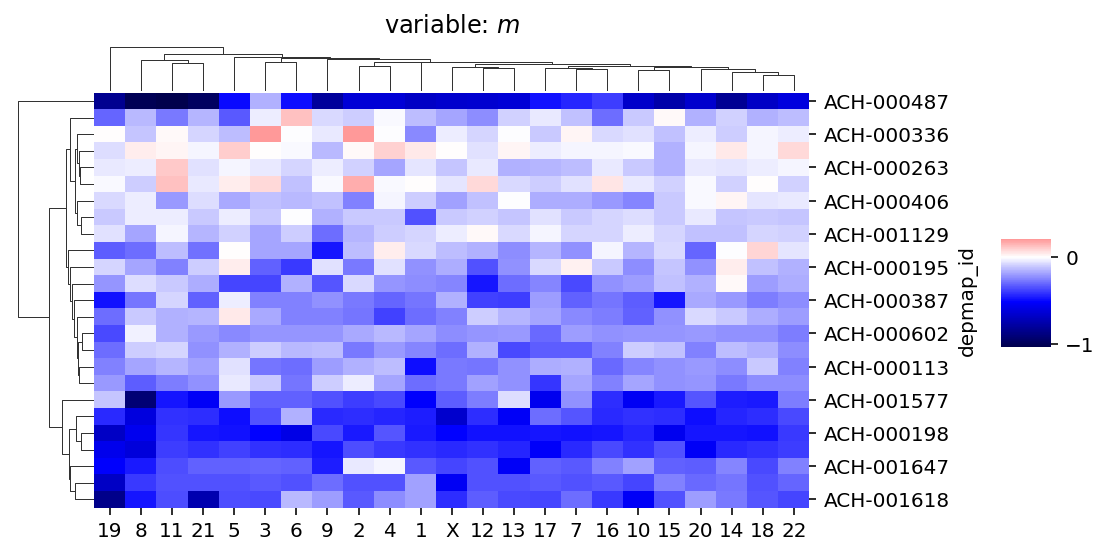 variable: m
ACH-000487
ACH-000336
ACH-000263
ACH-000406
ACH-001129
ACH-000195
ACH-000387
ACH-000602
ACH-000113
ACH-001577
ACH-000198
ACH-001647
ACH-001618
depmap_id
0
−1
19 8 11 21 5 3 6 9 2 4 1 X 12 13 17 7 16 10 15 20 14 18 22